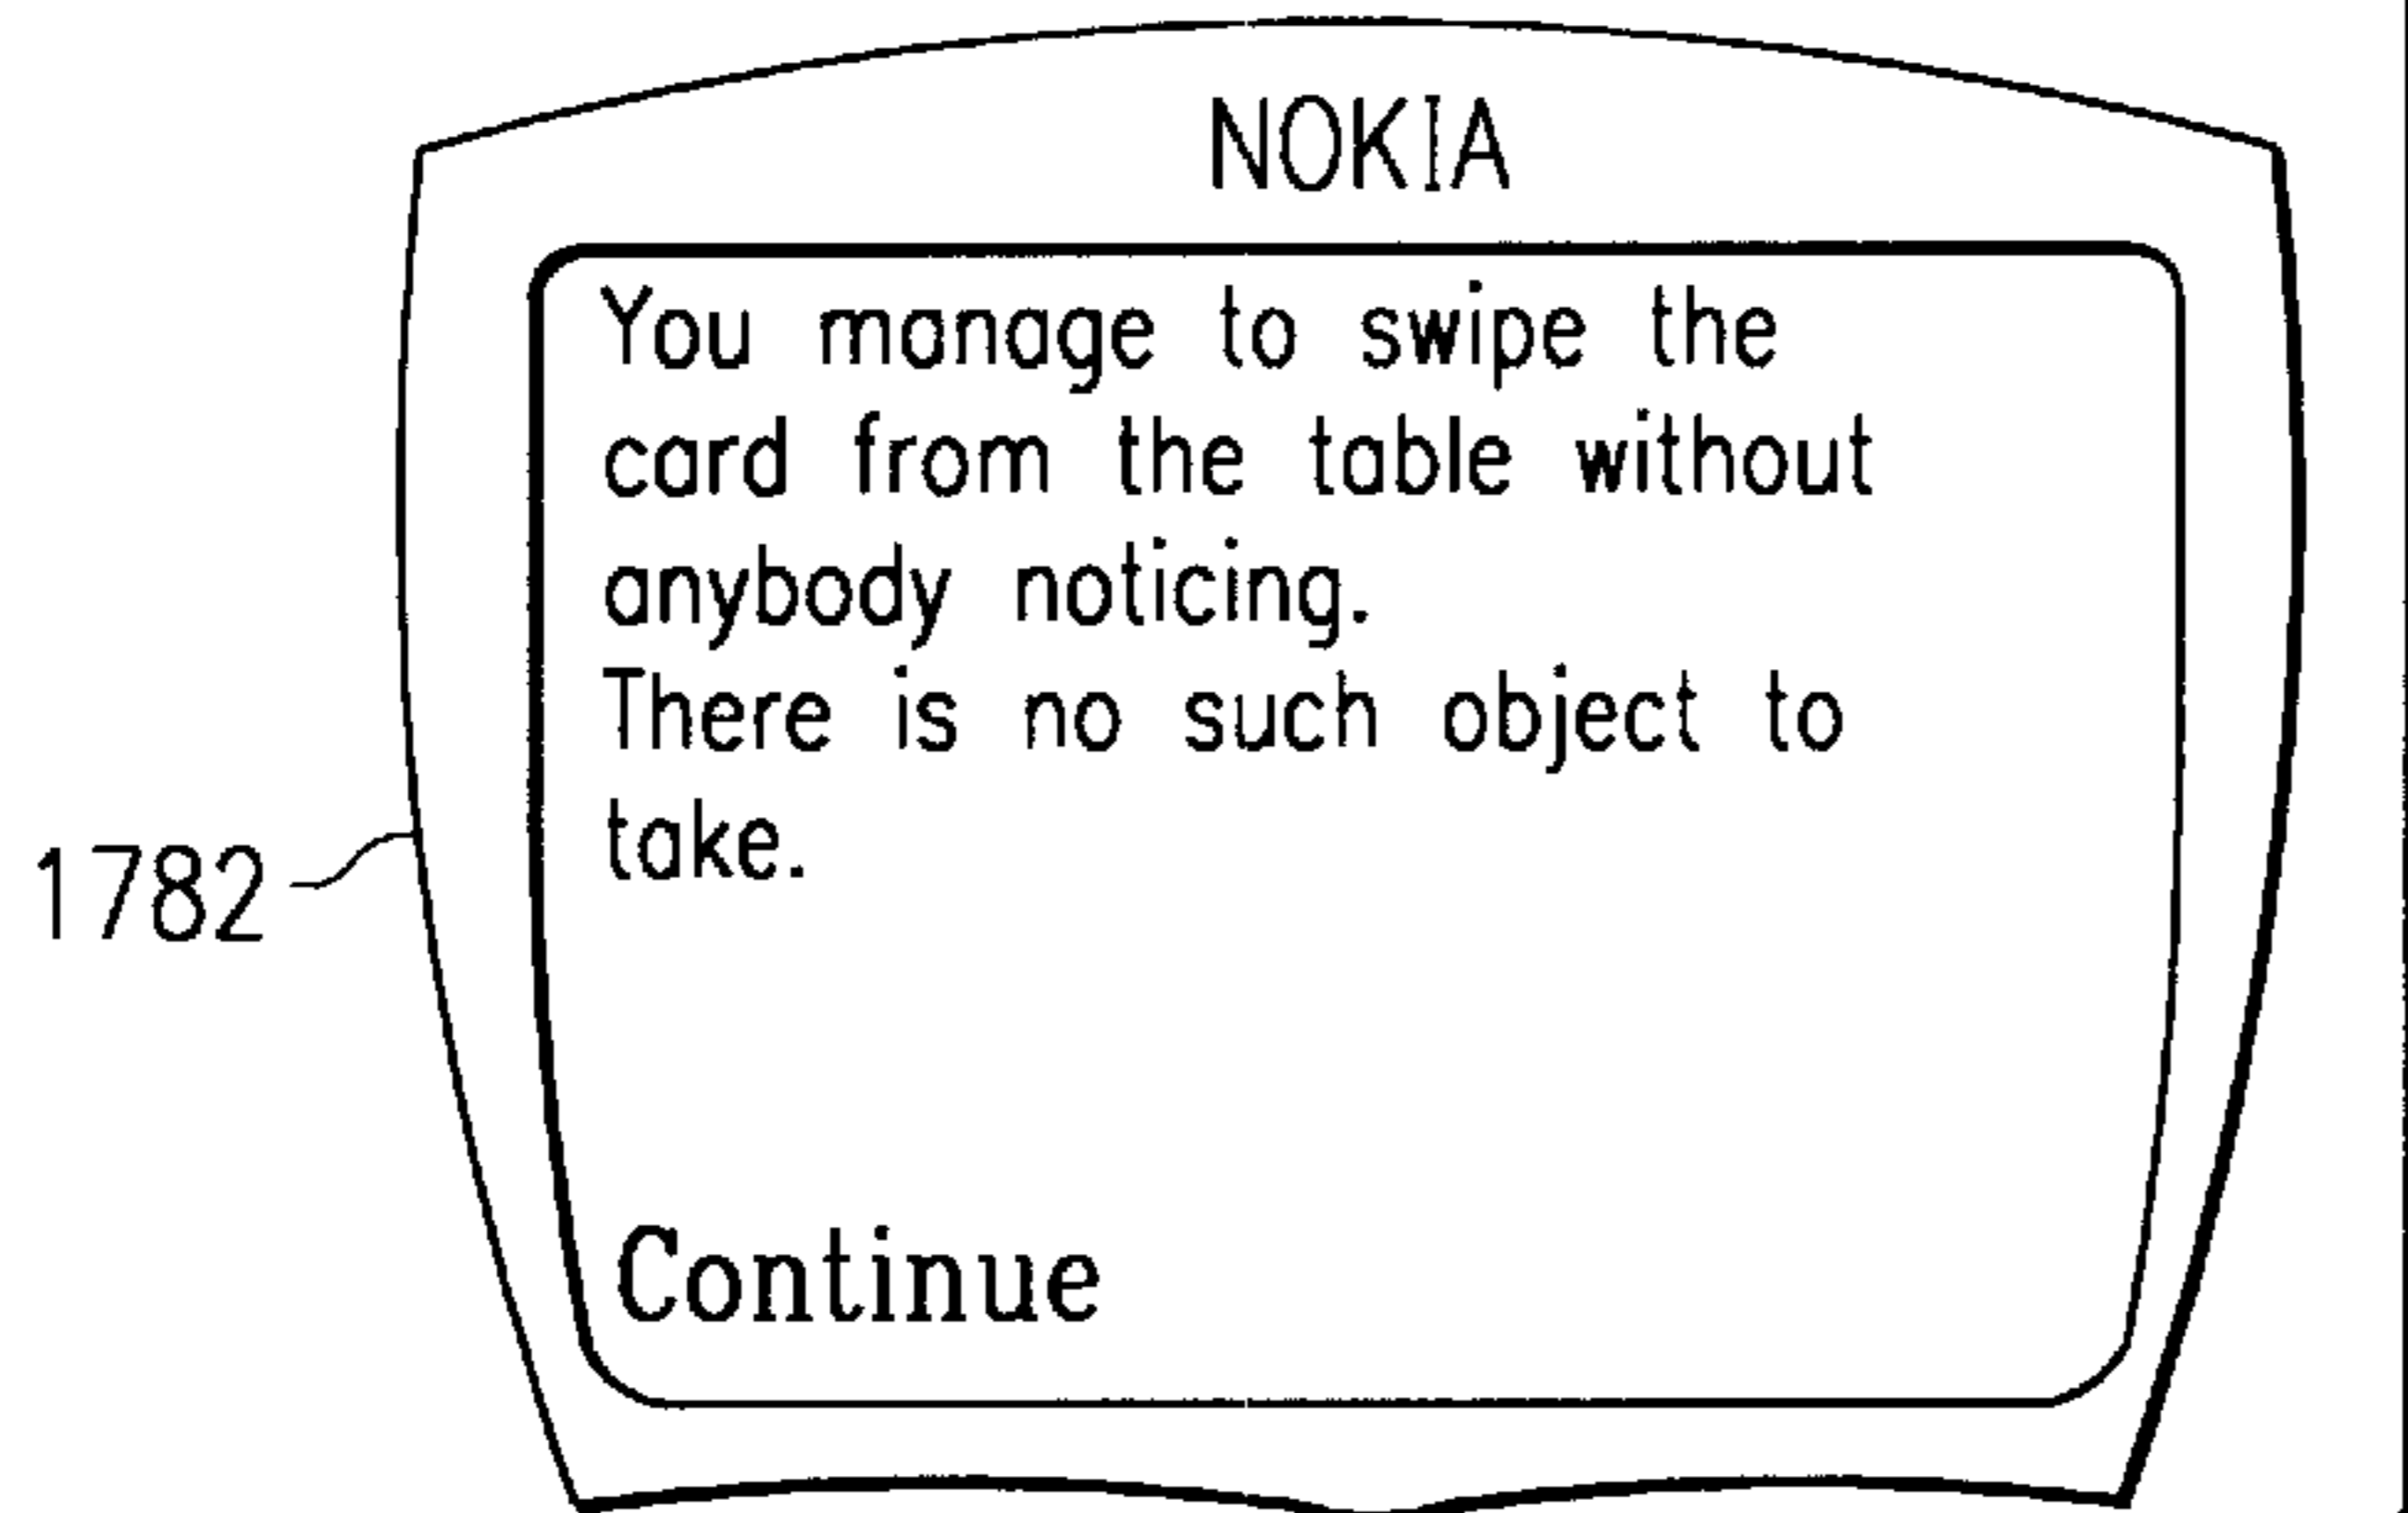 NOKIA
You manage to swipe the
card from the table without
anybody noticing.
There is no such object to
take.
1782
Continue